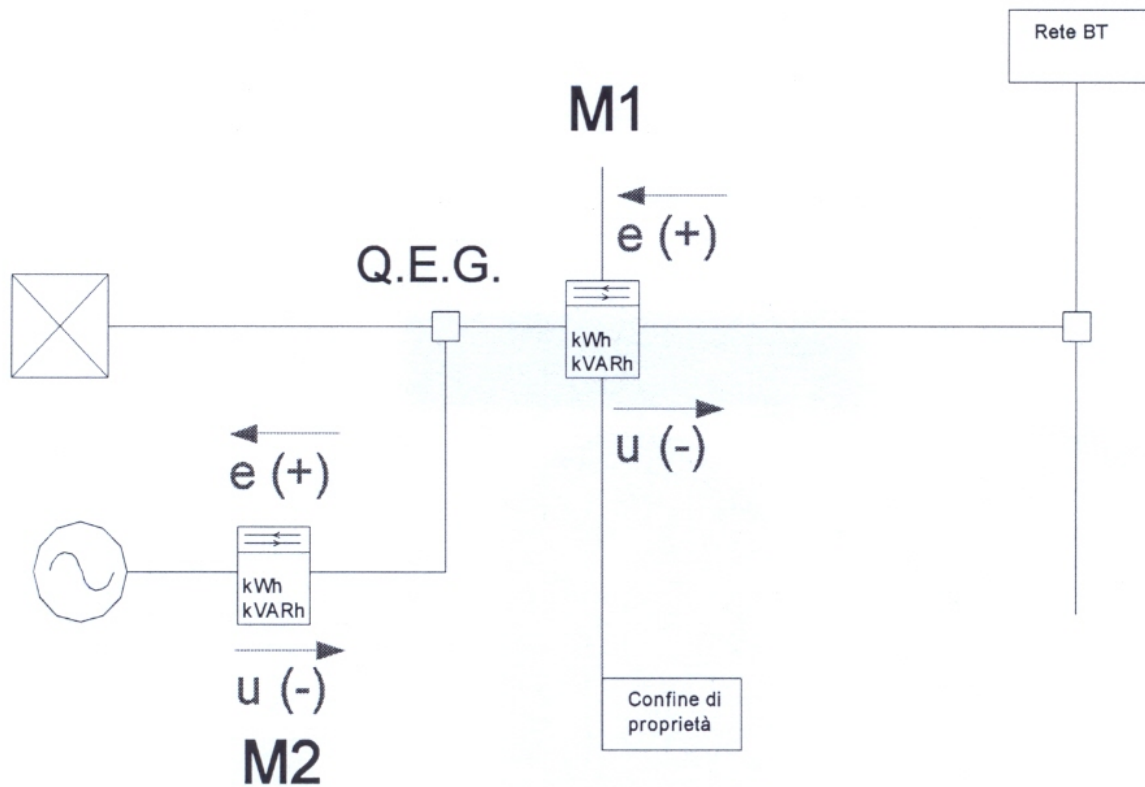 Rete BT
M1
e (+)
Q.E.G.
kWh
kVARh
u (-)
e (+)
kWh
kVARh
u (-)
M2
Confine di
proprietà